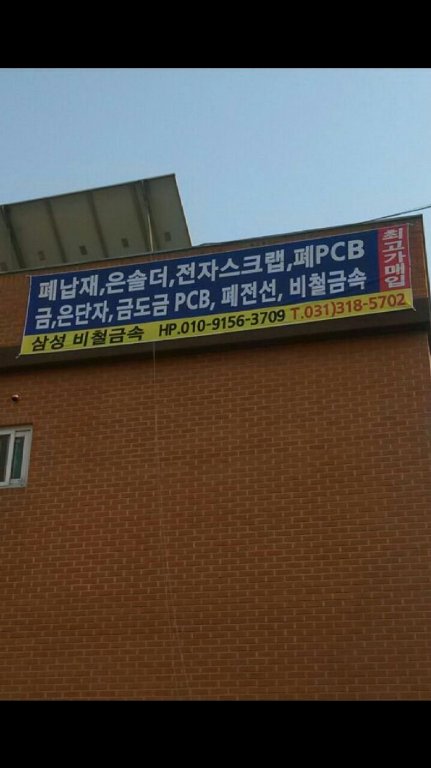 폐납재,은솔더,전자스크랩,폐PCB
금,은단자,금도금 PCB, 폐전선, 비철금속
최고가매입
삼성 비철금속 HP.010-9156-3709 T.031)318-5702